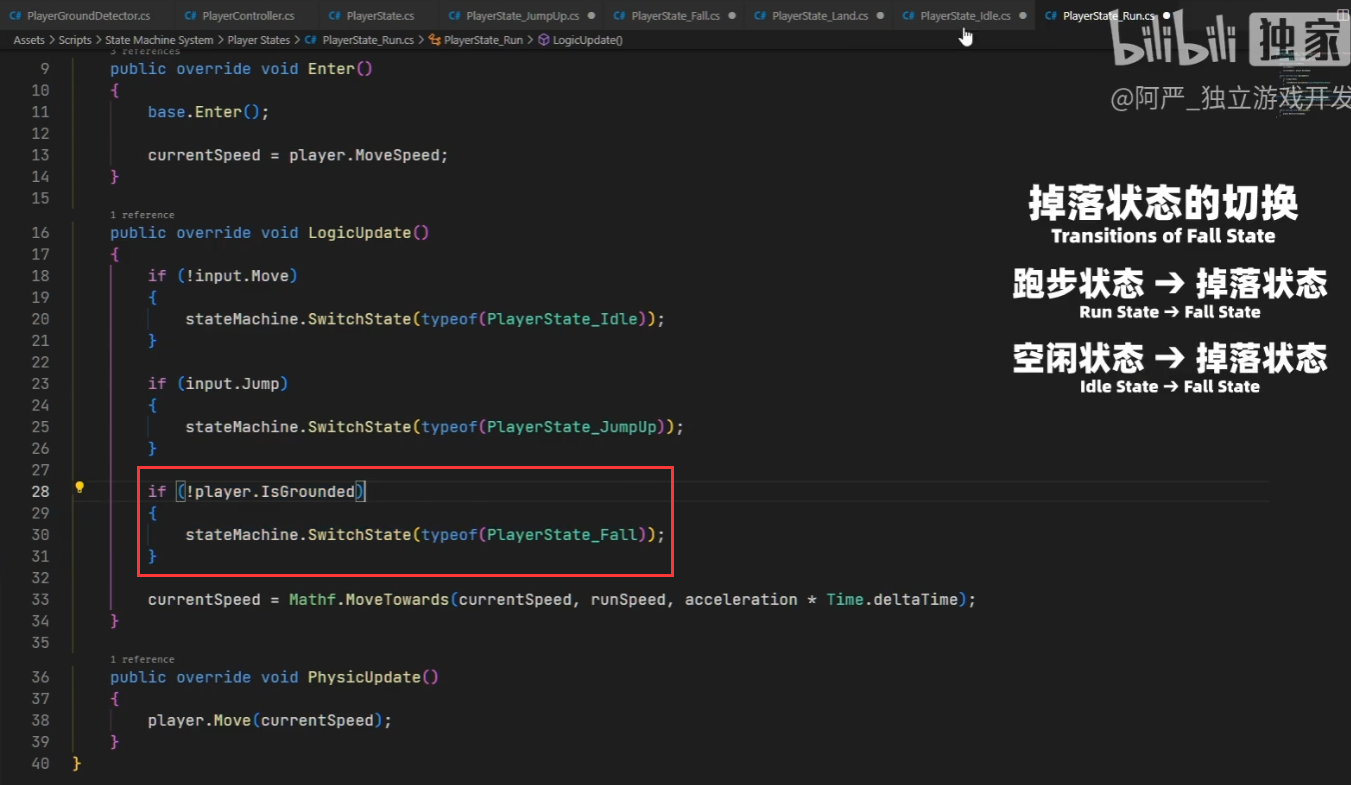 PlayerGroundDetector.cs PlayerController.cs PlayerState.cs PlayerState_JumpUp.cs PlayerState_Fall.cs PlayerState_Land.cs PlayerState_Idle.cs PlayerState_Run.cs
Assets > Scripts > State Machine System > Player States > PlayerState_Run.cs > PlayerState_Run > LogicUpdate()
bilibili 独家
@阿严_独立游戏开发
3 references
9 public override void Enter()
10 {
11 base.Enter();
12
13 currentSpeed = player.MoveSpeed;
14 }
15
1 reference
16 public override void LogicUpdate()
17 {
18 if (!input.Move)
19 {
20 stateMachine.SwitchState(typeof(PlayerState_Idle));
21 }
22
23 if (input.Jump)
24 {
25 stateMachine.SwitchState(typeof(PlayerState_JumpUp));
26 }
27
28 if (!player.IsGrounded)
29 {
30 stateMachine.SwitchState(typeof(PlayerState_Fall));
31 }
32
33 currentSpeed = Mathf.MoveTowards(currentSpeed, runSpeed, acceleration * Time.deltaTime);
34 }
35
1 reference
36 public override void PhysicUpdate()
37 {
38 player.Move(currentSpeed);
39 }
40 }
掉落状态的切换
Transitions of Fall State
跑步状态 → 掉落状态
Run State → Fall State
空闲状态 → 掉落状态
Idle State → Fall State